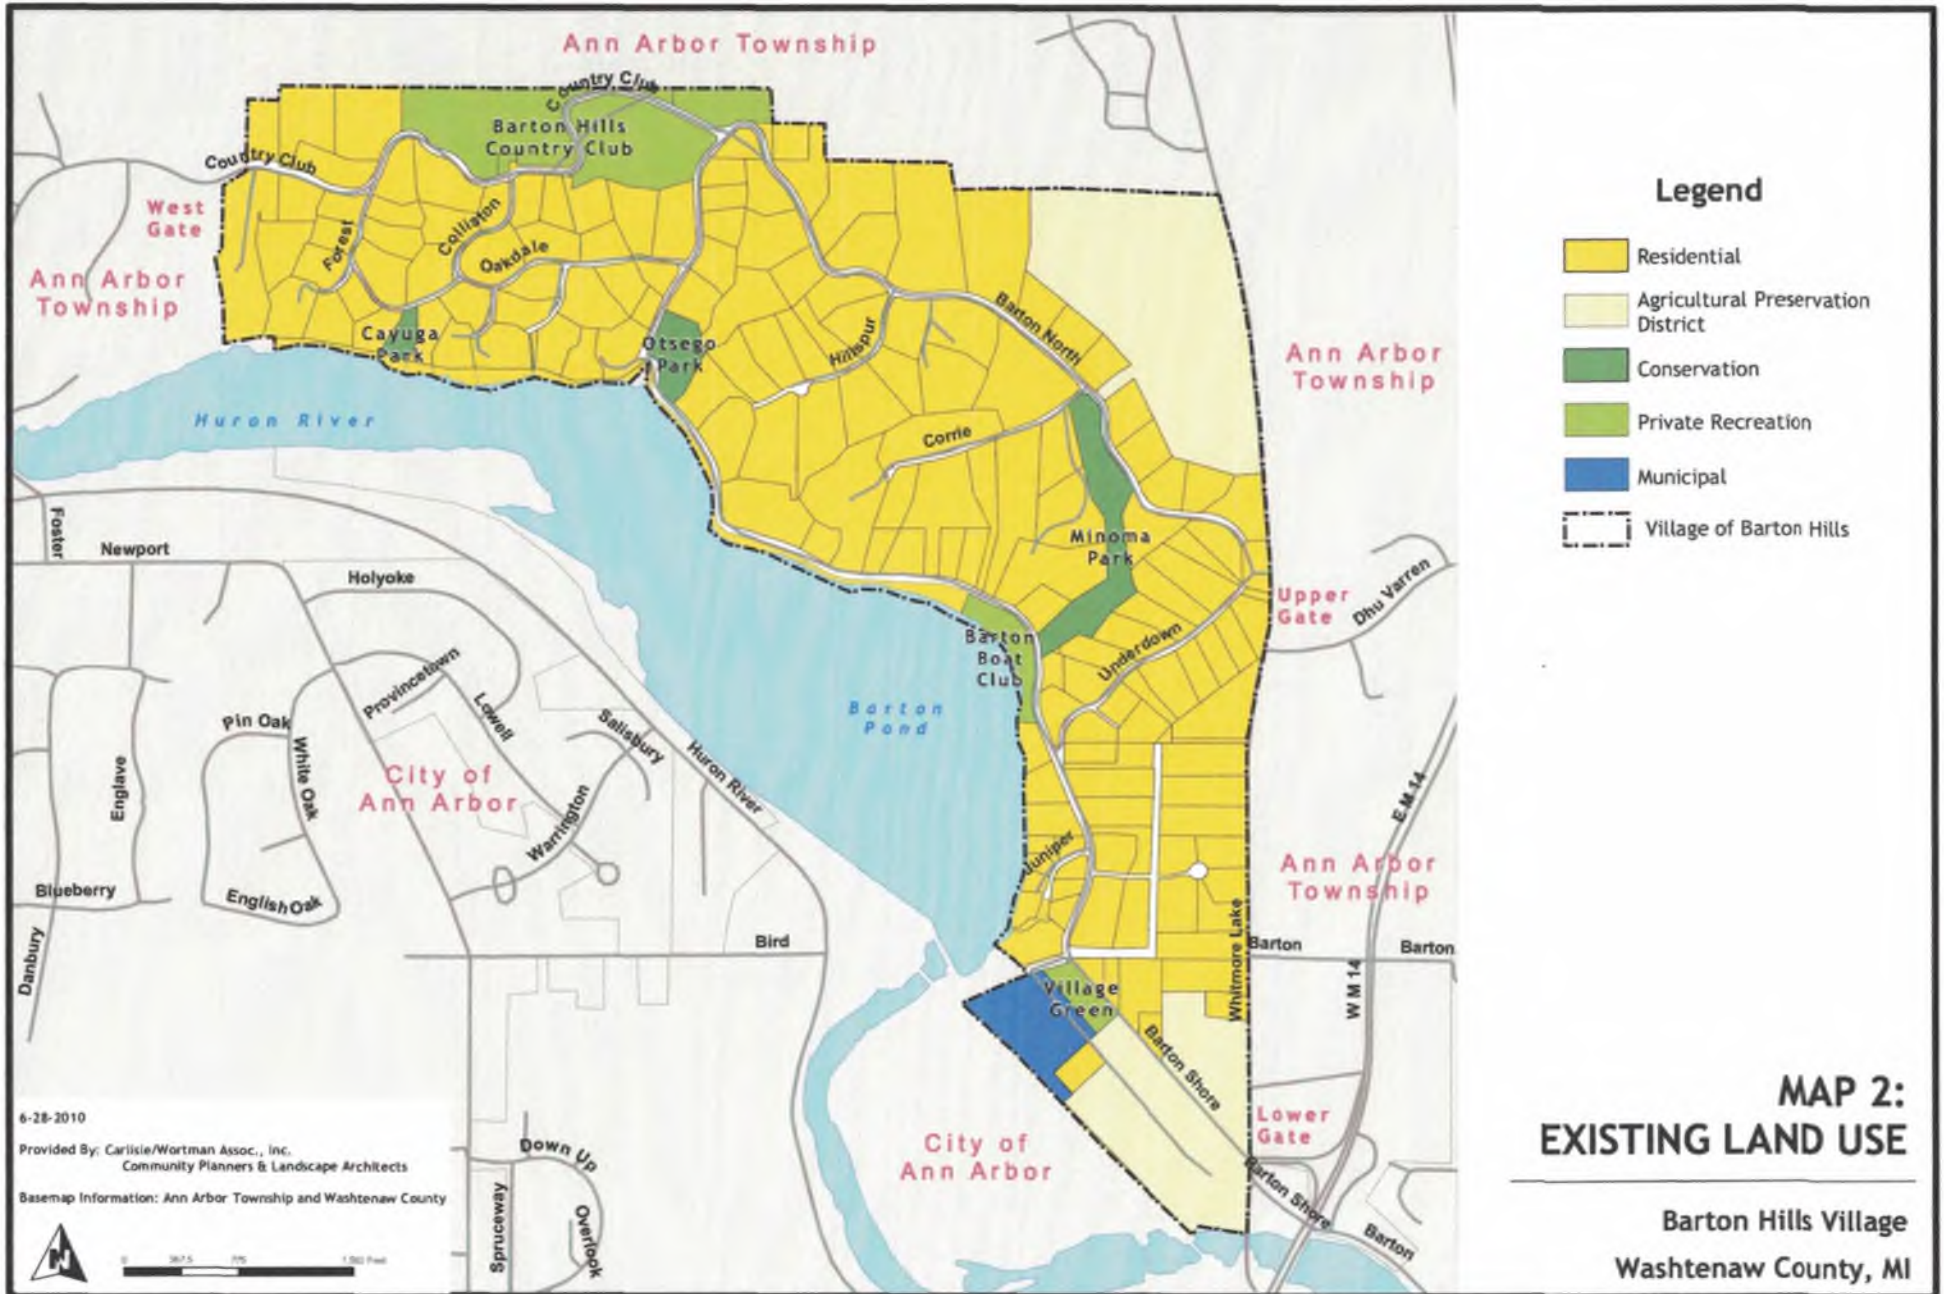 Ann Arbor Township
Country Club
Barton Hills
Country Club
Country Club
West
Gate
Ann Arbor
Township
Forest
Colliston
Oakdale
Cayuga
Park
Otsego
Park
Hillspur
Barton North
Corrie
Ann Arbor
Township
Huron River
Foster
Newport
Holyoke
Minoma
Park
Upper
Gate
Dhu Varren
Barton
Boat
Club
Underdown
Provincetown
Lowell
Salisbury
Huron River
Barton
Pond
Pin Oak
White Oak
Englave
City of
Ann Arbor
Warrington
Juniper
E M 14
Ann Arbor
Township
Blueberry
English Oak
Danbury
Bird
Whitmore Lake
Barton
Barton
W M 14
Village
Green
Barton Shore
City of
Ann Arbor
Lower
Gate
Barton Shore
Barton
Down Up
Spruceway
Overlook
Legend
Residential
Agricultural Preservation
District
Conservation
Private Recreation
Municipal
Village of Barton Hills
6-28-2010
Provided By: Carlisle/Wortman Assoc., Inc.
Community Planners & Landscape Architects
Basemap Information: Ann Arbor Township and Washtenaw County
N
0
Feet
MAP 2:
EXISTING LAND USE
Barton Hills Village
Washtenaw County, MI